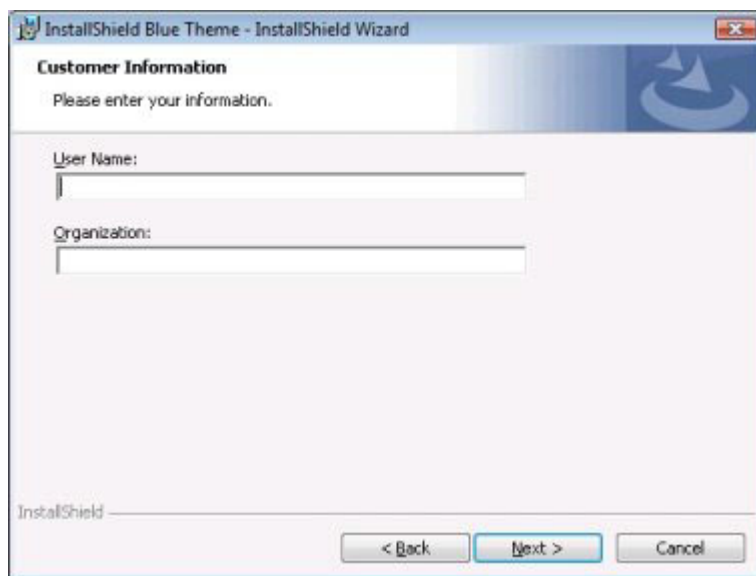 InstallShield Blue Theme - InstallShield Wizard
Customer Information
Please enter your information.
User Name:
Organization:
InstallShield
< Back Next > Cancel